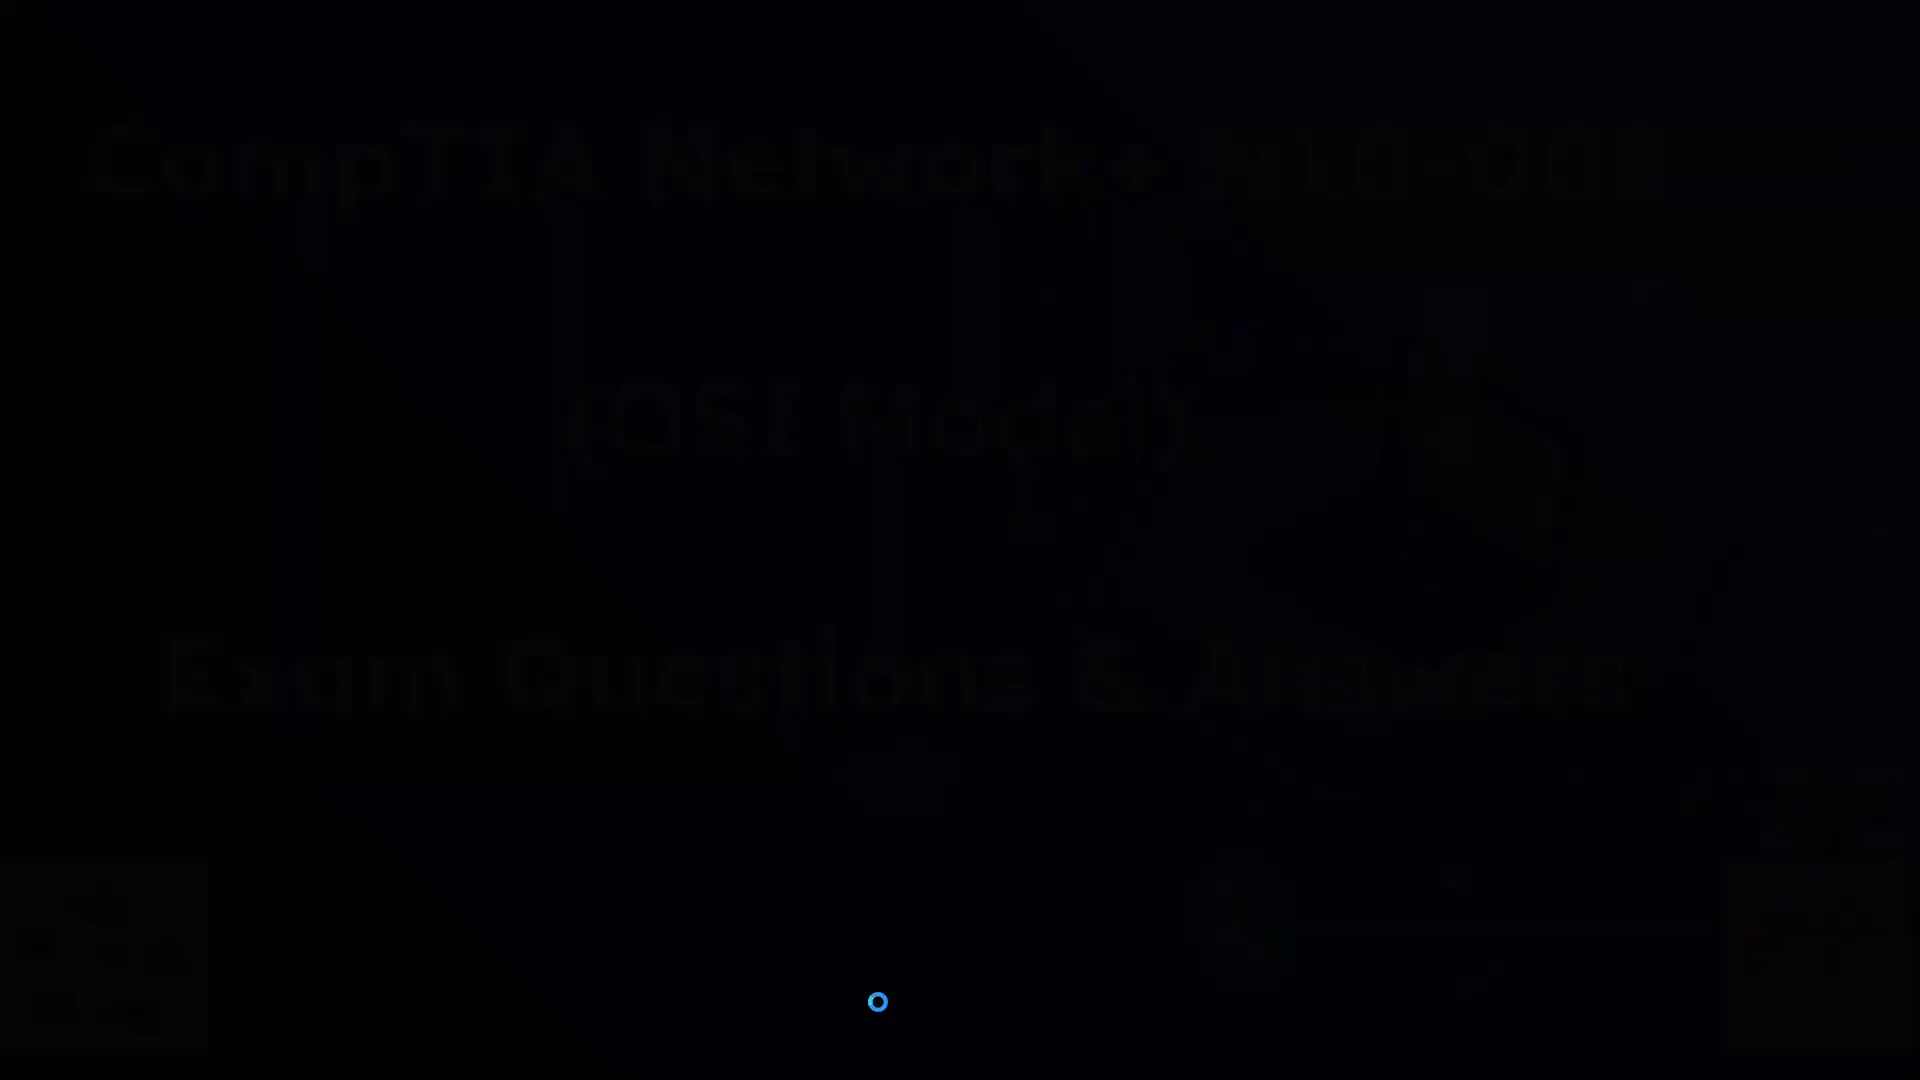 CompTIA Network+ N10-008
(OSI Model)
Exam Questions & Answers